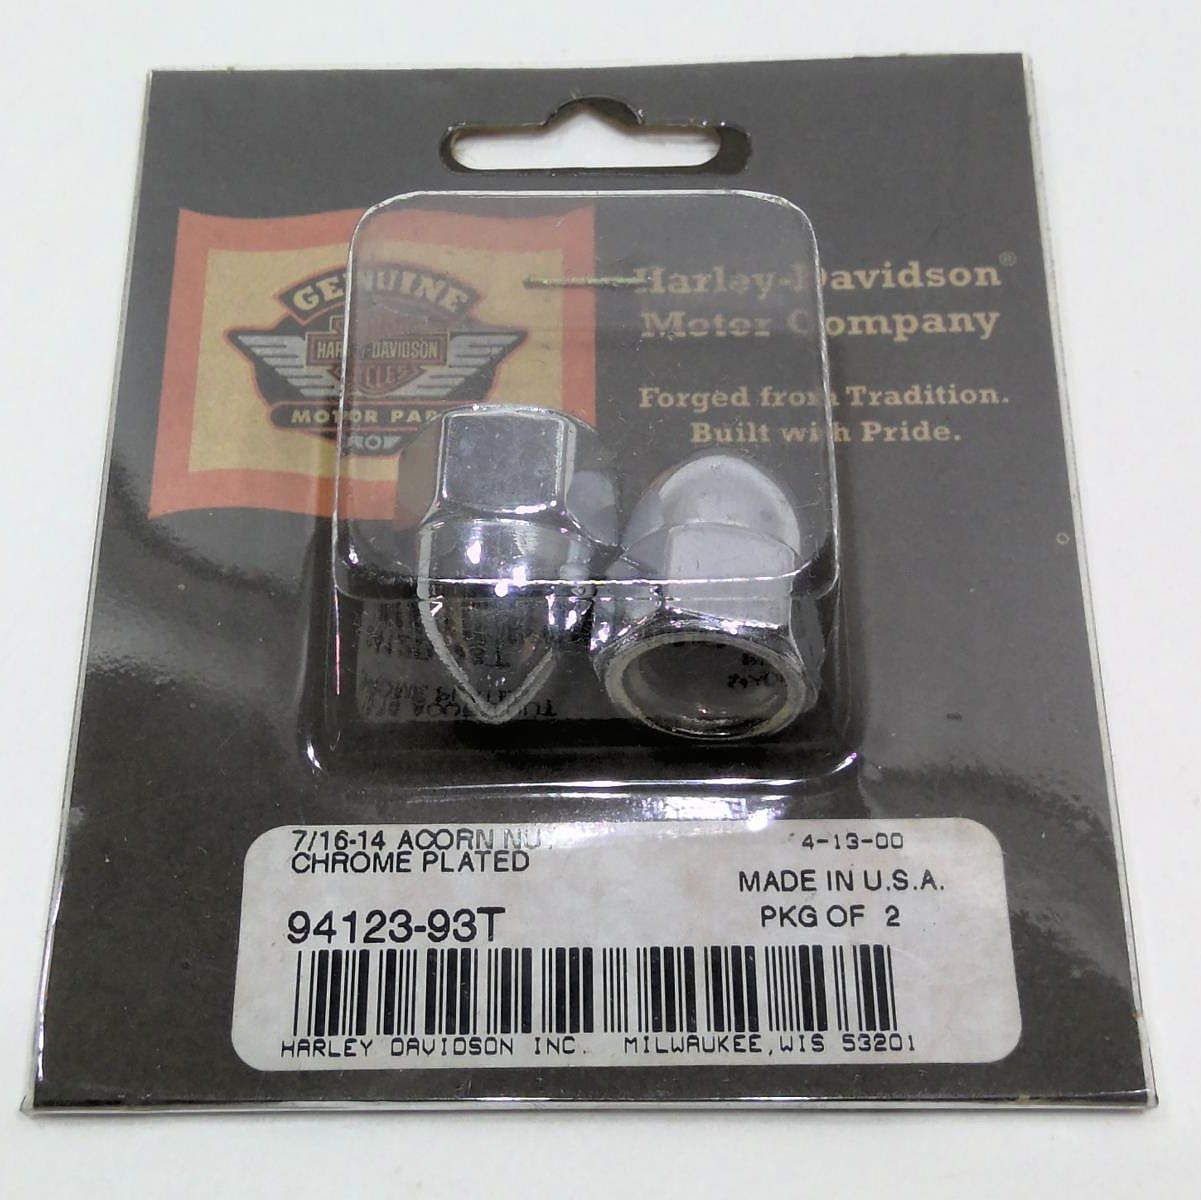 GENUINE
HARLEY-DAVIDSON
CYCLES
MOTOR PAR
Harley-Davidson®
Motor Company
Forged from Tradition.
Built with Pride.
7/16-14 ACORN NU
4-13-00
CHROME PLATED
MADE IN U.S.A.
94123-93T
PKG OF 2
HARLEY DAVIDSON INC. MILWAUKEE, WIS 53201